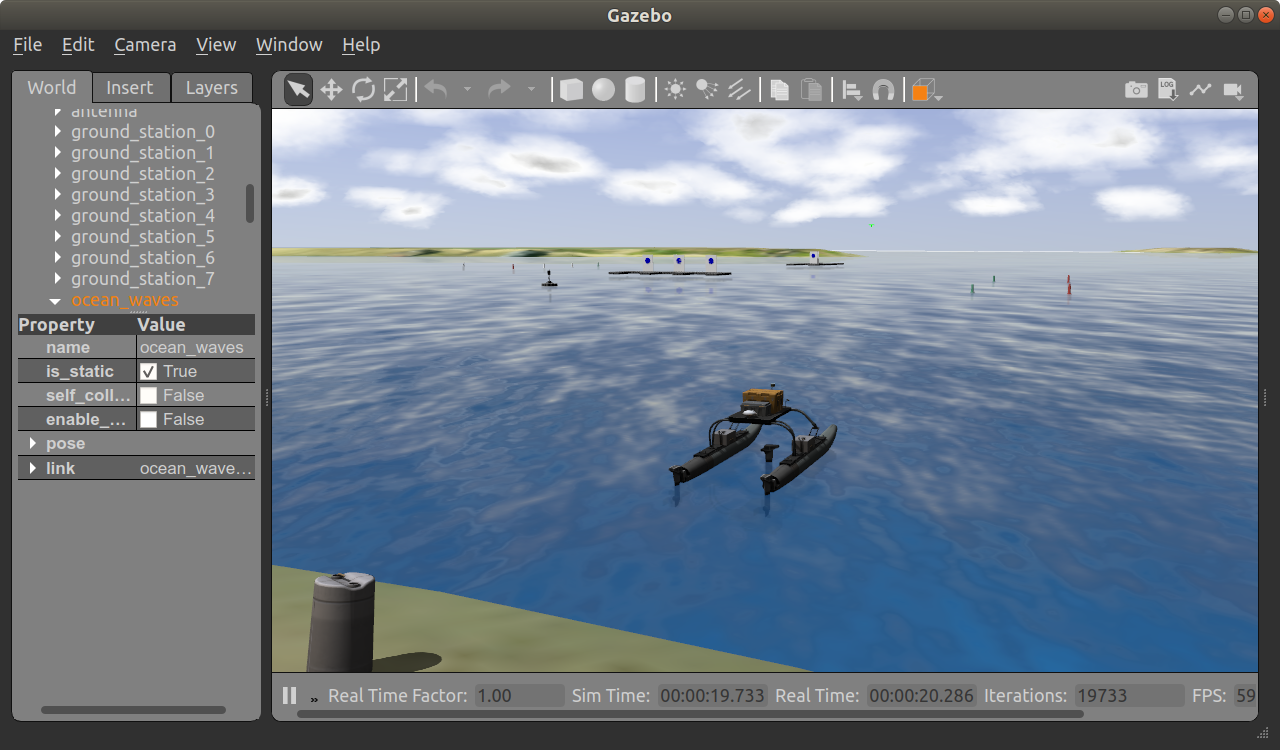 Gazebo
File Edit Camera View Window Help
World Insert Layers
antenna
ground_station_0
ground_station_1
ground_station_2
ground_station_3
ground_station_4
ground_station_5
ground_station_6
ground_station_7
ocean_waves
Property Value
name ocean_waves
is_static True
self_coll... False
enable_... False
pose
link ocean_wave...
LOG
Real Time Factor: 1.00 Sim Time: 00:00:19.733 Real Time: 00:00:20.286 Iterations: 19733 FPS: 59